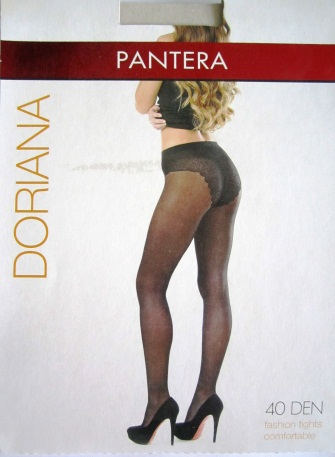 PANTERA
DORIANA
40 DEN
fashion tights
comfortable